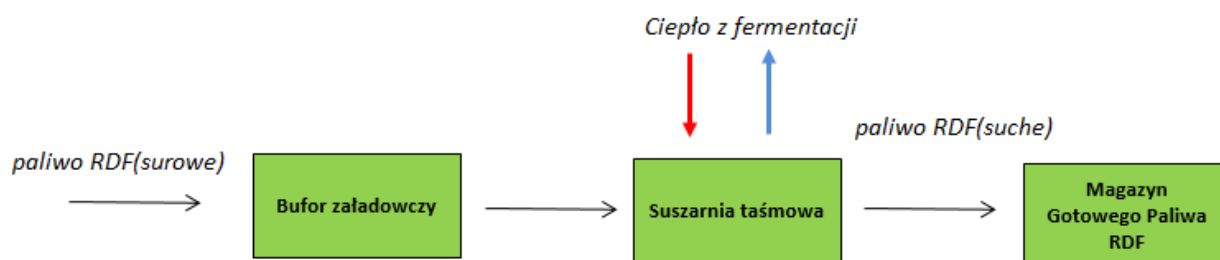 Ciepło z fermentacji
paliwo RDF(surowe)
paliwo RDF(suche)
Bufor załadowczy
Suszarnia taśmowa
Magazyn
Gotowego Paliwa
RDF